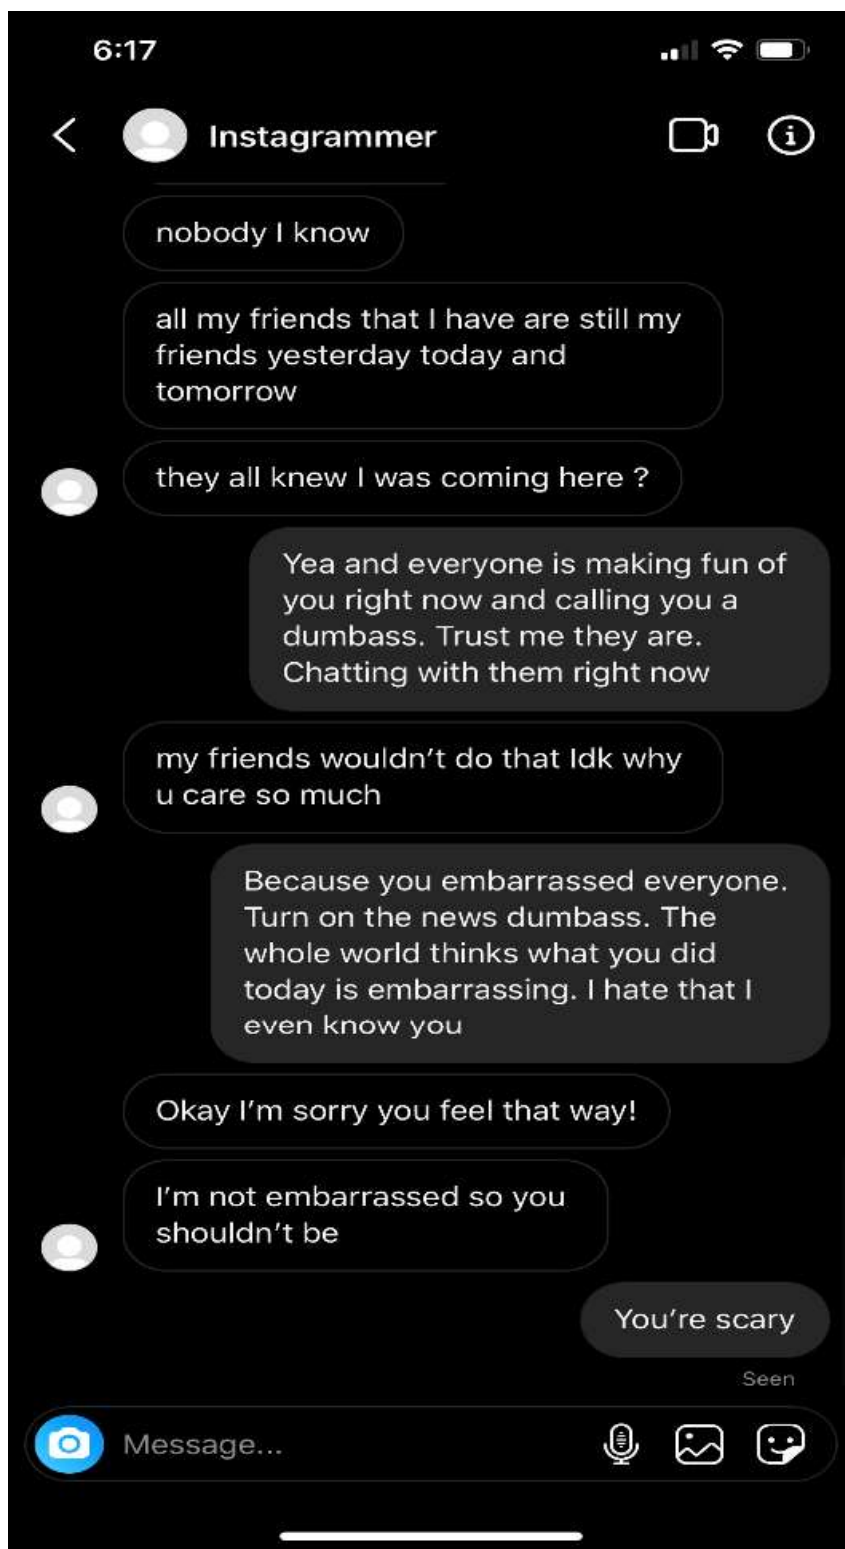 6:17
Instagrammer
nobody I know
all my friends that I have are still my
friends yesterday today and
tomorrow
they all knew I was coming here ?
Yea and everyone is making fun of
you right now and calling you a
dumbass. Trust me they are.
Chatting with them right now
my friends wouldn't do that Idk why
u care so much
Because you embarrassed everyone.
Turn on the news dumbass. The
whole world thinks what you did
today is embarrassing. I hate that I
even know you
Okay I'm sorry you feel that way!
I'm not embarrassed so you
shouldn't be
You're scary
Seen
Message...